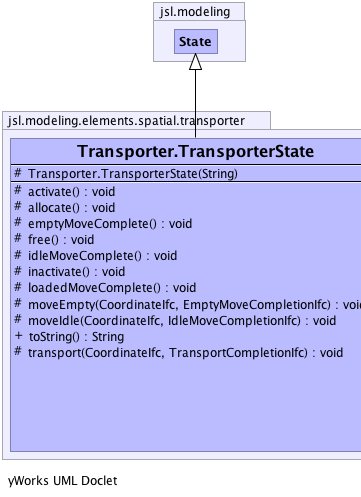 jsl.modeling
State
jsl.modeling.elements.spatial.transporter
Transporter.TransporterState
# Transporter.TransporterState(String)
# activate() : void
# allocate() : void
# emptyMoveComplete() : void
# free() : void
# idleMoveComplete() : void
# inactivate() : void
# loadedMoveComplete() : void
# moveEmpty(CoordinateIfc, EmptyMoveCompletionIfc) : void
# moveIdle(CoordinateIfc, IdleMoveCompletionIfc) : void
+ toString() : String
# transport(CoordinateIfc, TransportCompletionIfc) : void
yWorks UML Doclet